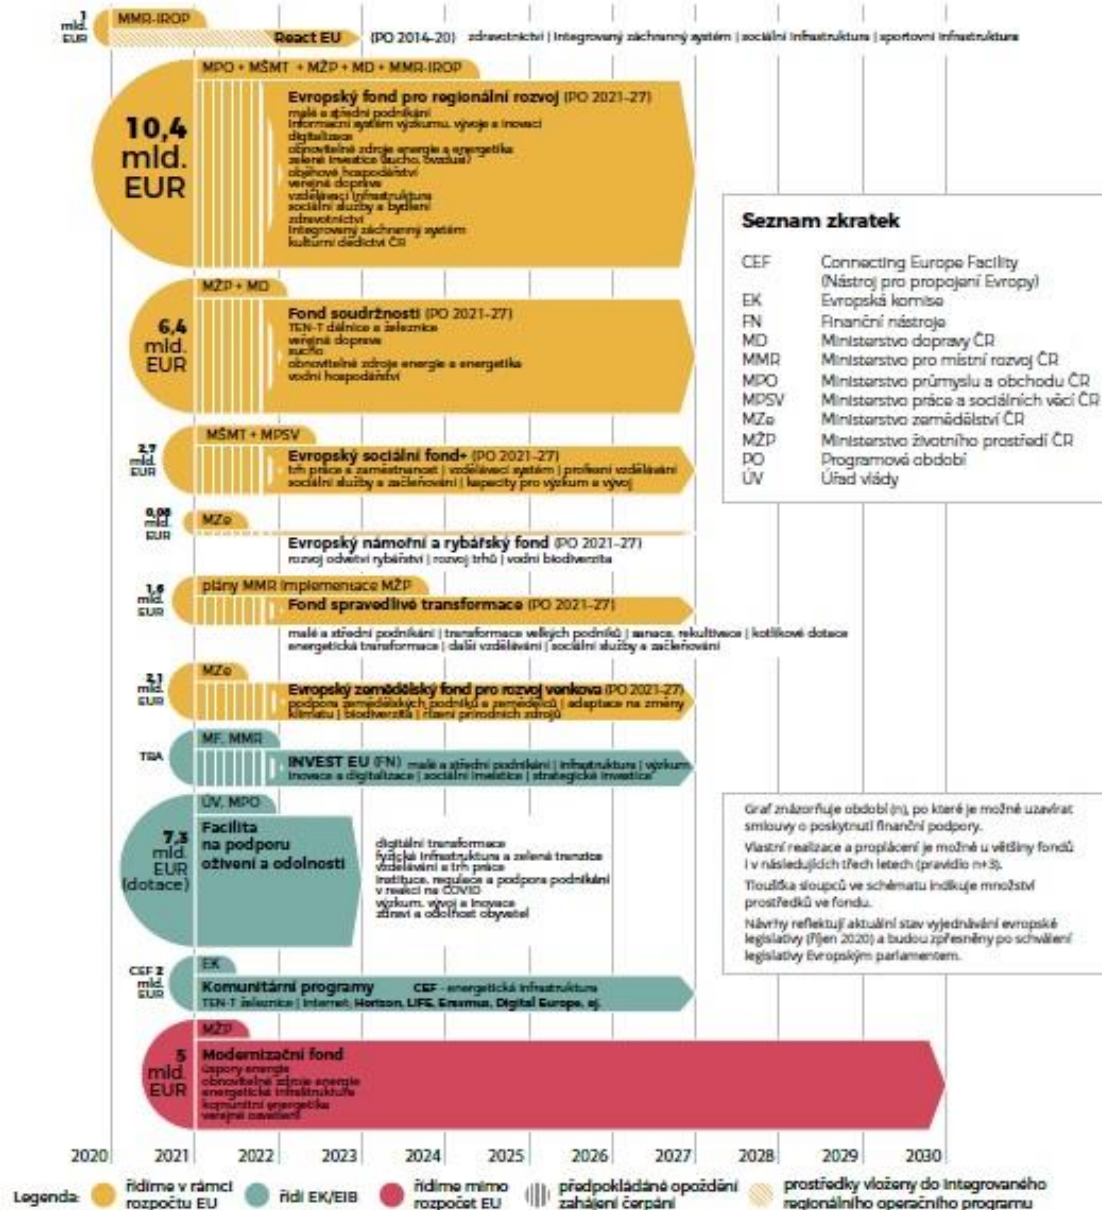 1
mld.
EUR
MMR-IROP
React EU (PO 2014-20) zdravotnictví | Integrovaný záchranný systém | sociální infrastruktura | sportovní infrastruktura
MPO + MŠMT + MŽP + MD + MMR-IROP
10,4
mld.
EUR
Evropský fond pro regionální rozvoj (PO 2021-27)
malé a střední podnikání
Informační systém výzkumu, vývoje a inovací
digitalizace
obnovitelné zdroje energie a energetika
zelené investice (sucho, ovzduší)
oběhové hospodářství
veřejná doprava
vzdělávací infrastruktura
sociální služby a bydlení
zdravotnictví
Integrovaný záchranný systém
kulturní dědictví ČR
MŽP + MD
6,4
mld.
EUR
Fond soudržnosti (PO 2021-27)
TEN-T dálnice a železnice
veřejná doprava
sucho
obnovitelné zdroje energie a energetika
vodní hospodářství
MŠMT + MPSV
2,7
mld.
EUR
Evropský sociální fond+ (PO 2021-27)
trh práce a zaměstnanost | vzdělávací systém | profesní vzdělávání
sociální služby a začleňování | kapacity pro výzkum a vývoj
0,08
mld.
EUR
MZe
Evropský námořní a rybářský fond (PO 2021-27)
rozvoj odvětví rybářství | rozvoj trhů | vodní biodiverzita
1,6
mld.
EUR
plány MMR Implementace MŽP
Fond spravedlivé transformace (PO 2021-27)
malé a střední podnikání | transformace velkých podniků | sanace, rekultivace | kotlíkové dotace
energetická transformace | další vzdělávání | sociální služby a začleňování
2,1
mld.
EUR
MZe
Evropský zemědělský fond pro rozvoj venkova (PO 2021-27)
podpora zemědělských podniků a zemědělců | adaptace na změny
klimatu | biodiverzita | řízení přírodních zdrojů
TBA
MF, MMR
INVEST EU (FN) malé a střední podnikání | infrastruktura | výzkum
inovace a digitalizace | sociální investice | strategické investice
ÚV, MPO
7,3
mld.
EUR
(dotace)
Facilita
na podporu
oživení a odolnosti
digitální transformace
fyzická infrastruktura a zelená tranzice
vzdělávání a trh práce
instituce, regulace a podpora podnikání
v reakci na COVID
výzkum, vývoj a inovace
zdraví a odolnost obyvatel
CEF 2
mld.
EUR
EK
Komunitární programy CEF - energetická infrastruktura
TEN-T železnice | internet, Horizon, LIFE, Erasmus, Digital Europe, aj.
MŽP
5
mld.
EUR
Modernizační fond
úspory energie
obnovitelné zdroje energie
energetická infrastruktura
komunitní energetika
veřejné osvětlení
Seznam zkratek
CEF Connecting Europe Facility
(Nástroj pro propojení Evropy)
EK Evropská komise
FN Finanční nástroje
MD Ministerstvo dopravy ČR
MMR Ministerstvo pro místní rozvoj ČR
MPO Ministerstvo průmyslu a obchodu ČR
MPSV Ministerstvo práce a sociálních věcí ČR
MZe Ministerstvo zemědělství ČR
MŽP Ministerstvo životního prostředí ČR
PO Programové období
ÚV Úřad vlády
Graf znázorňuje období (n), po které je možné uzavírat
smlouvy o poskytnutí finanční podpory.
Vlastní realizace a proplácení je možné u většiny fondů
i v následujících třech letech (pravidlo n+3).
Tloušťka sloupců ve schématu indikuje množství
prostředků ve fondu.
Návrhy reflektují aktuální stav vyjednávání evropské
legislativy (říjen 2020) a budou zpřesněny po schválení
legislativy Evropským parlamentem.
2020 2021 2022 2023 2024 2025 2026 2027 2028 2029 2030
Legenda: řídíme v rámci
rozpočtu EU
řídí EK/EIB
řídíme mimo
rozpočet EU
předpokládané opoždění
zahájení čerpání
prostředky vloženy do Integrovaného
regionálního operačního programu